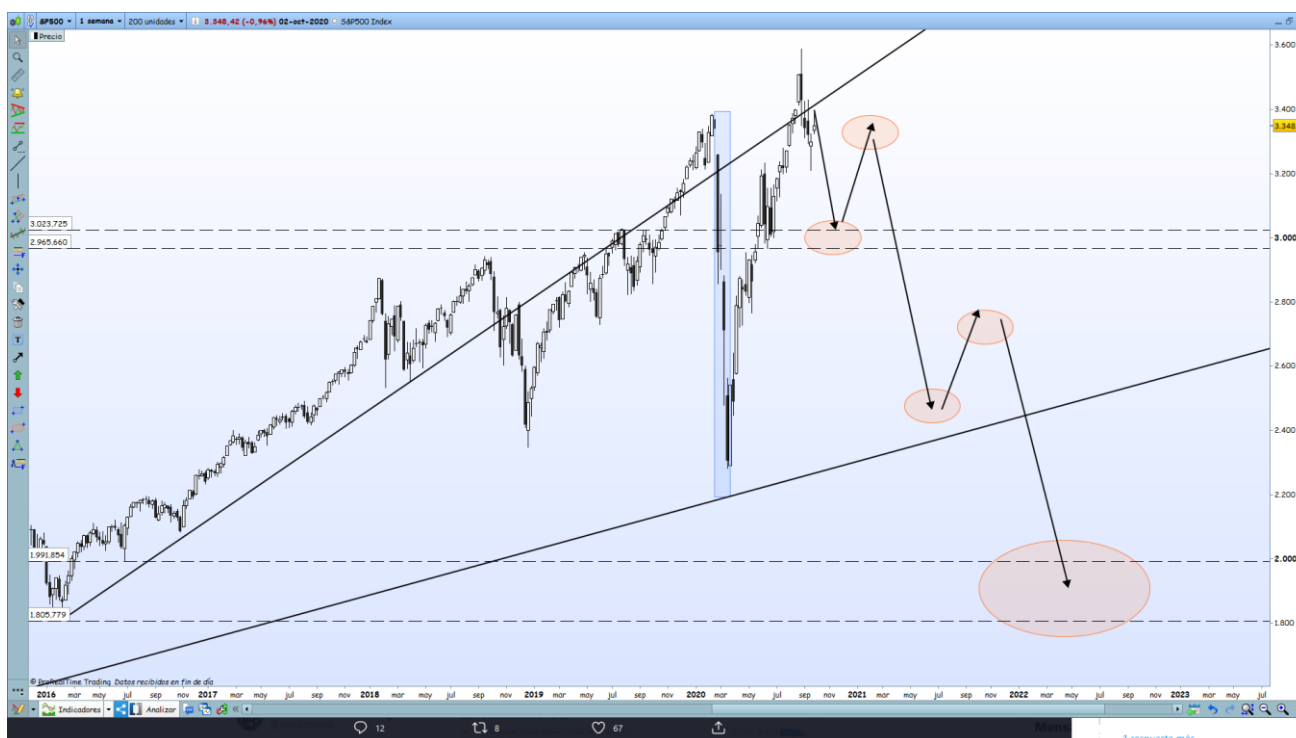 SP500 1 semana 200 unidades 3.348,42 (-0,96%) 02-oct-2020 S&P500 Index
Precio
3.600
3.400
3.348
3.200
3.023,725
3.000
2.965,660
2.800
2.600
2.400
2.200
1.991,854
2.000
1.805,779
1.800
© ProRealTime Trading Datos recibidos en fin de día
2016 mar may jul sep nov 2017 mar may jul sep nov 2018 mar may jul sep nov 2019 mar may jul sep nov 2020 mar may jul sep nov 2021 mar may jul sep nov 2022 mar may jul sep nov 2023 mar may jul
Indicadores Analizar
12 8 67